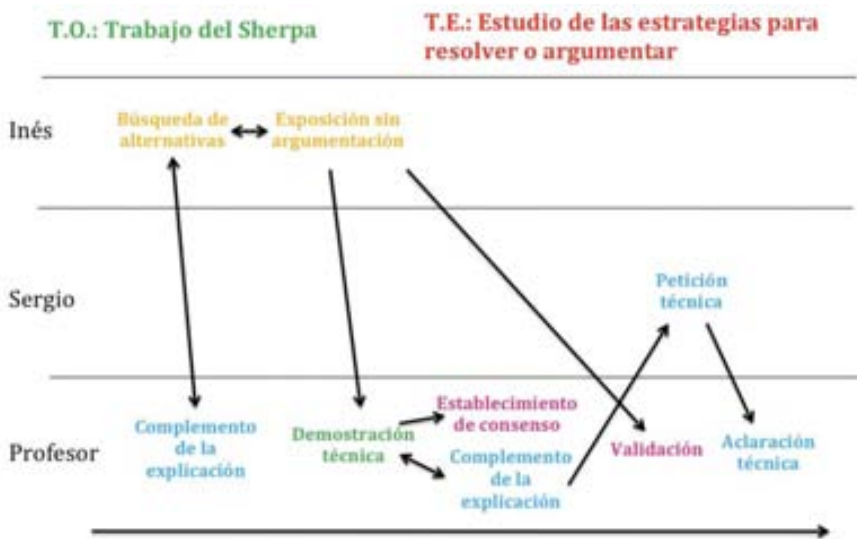 T.O.: Trabajo del Sherpa
T.E.: Estudio de las estrategias para
resolver o argumentar
Inés
Búsqueda de
alternativas
Exposición sin
argumentación
Sergio
Petición
técnica
Profesor
Complemento
de la
explicación
Demostración
técnica
Establecimiento
de consenso
Complemento
de la
explicación
Validación
Aclaración
técnica